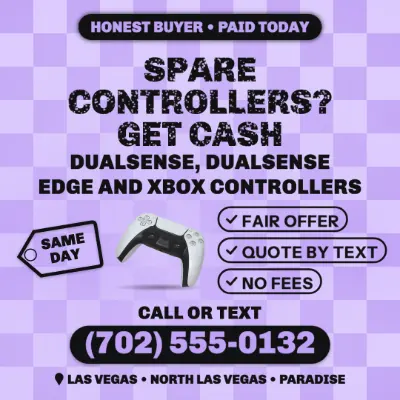 HONEST BUYER • PAID TODAY
SPARE
CONTROLLERS?
GET CASH
DUALSENSE, DUALSENSE
EDGE AND XBOX CONTROLLERS
SAME
DAY
FAIR OFFER
QUOTE BY TEXT
NO FEES
CALL OR TEXT
(702) 555-0132
LAS VEGAS • NORTH LAS VEGAS • PARADISE